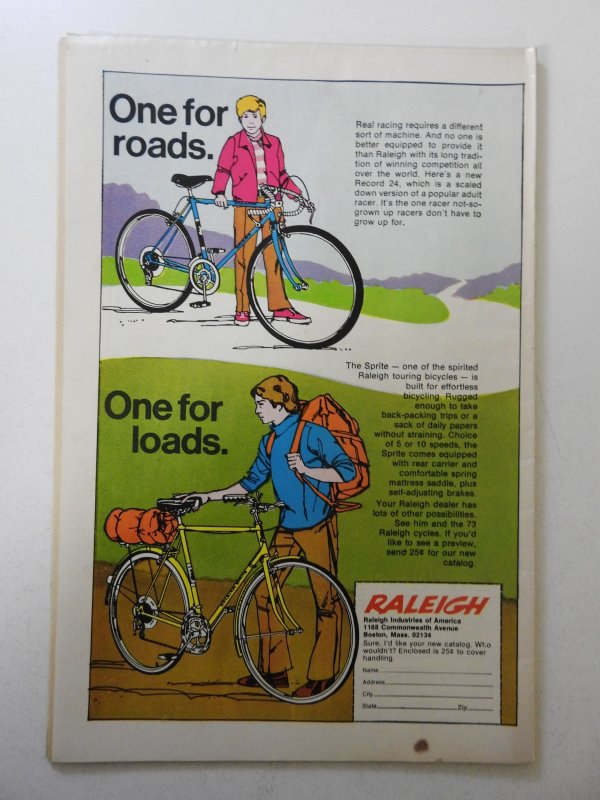 One for
roads.
Real racing requires a different
sort of machine. And no one is
better equipped to provide it
than Raleigh with its long tradi-
tion of winning competition all
over the world. Here's a new
Record 24, which is a scaled
down version of a popular adult
racer. It's the one racer not-so-
grown up racers don't have to
grow up for.
The Sprite — one of the spirited
Raleigh touring bicycles — is
built for effortless
bicycling. Rugged
enough to take
back-packing trips or a
sack of daily papers
without straining. Choice
of 5 or 10 speeds, the
Sprite comes equipped
with rear carrier and
comfortable spring
mattress saddle, plus
self-adjusting brakes.
Your Raleigh dealer has
lots of other possibilities.
See him and the 73
Raleigh cycles. If you'd
like to see a preview,
send 25¢ for our new
catalog.
One for
loads.
RALEIGH
Raleigh Industries of America
1168 Commonwealth Avenue
Boston, Mass. 02134
Sure, I'd like your new catalog. Who
wouldn't? Enclosed is 25¢ to cover
handling.
Name
Address
City
State Zip